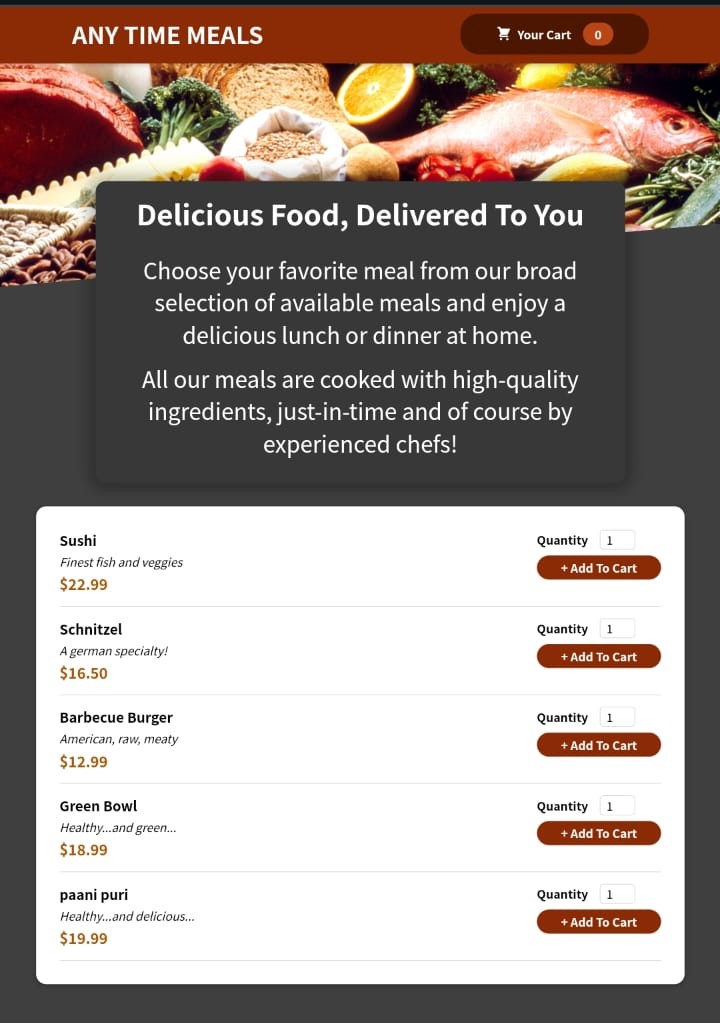 ANY TIME MEALS
Your Cart 0
Delicious Food, Delivered To You
Choose your favorite meal from our broad
selection of available meals and enjoy a
delicious lunch or dinner at home.
All our meals are cooked with high-quality
ingredients, just-in-time and of course by
experienced chefs!
Sushi
Finest fish and veggies
$22.99
Quantity 1
+ Add To Cart
Schnitzel
A german specialty!
$16.50
Quantity 1
+ Add To Cart
Barbecue Burger
American, raw, meaty
$12.99
Quantity 1
+ Add To Cart
Green Bowl
Healthy...and green...
$18.99
Quantity 1
+ Add To Cart
paani puri
Healthy...and delicious...
$19.99
Quantity 1
+ Add To Cart